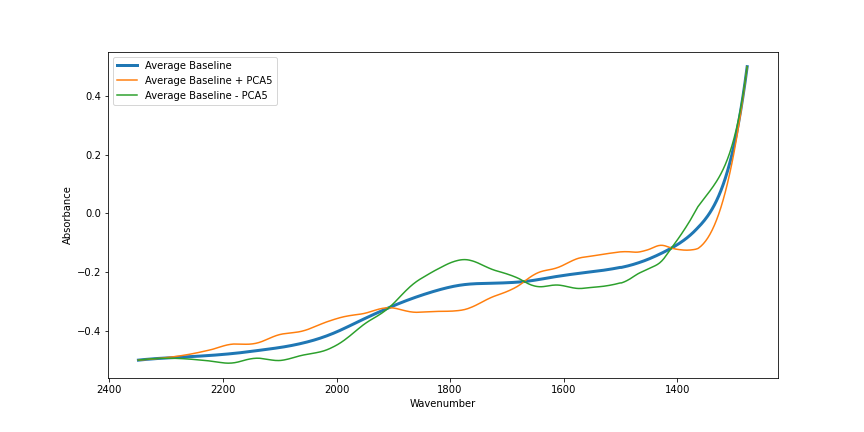 Average Baseline
Average Baseline + PCA5
Average Baseline - PCA5
0.4
0.2
0.0
−0.2
−0.4
Absorbance
2400 2200 2000 1800 1600 1400
Wavenumber